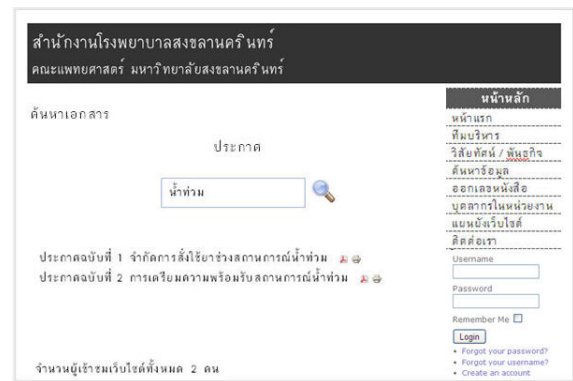 สำนักงานโรงพยาบาลสงขลานครินทร์
คณะแพทยศาสตร์ มหาวิทยาลัยสงขลานครินทร์
ค้นหาเอกสาร
ประกาศ
น้ำท่วม
ประกาศฉบับที่ 1 จำกัดการสั่งใช้ยาช่วงสถานการณ์น้ำท่วม
ประกาศฉบับที่ 2 การเตรียมความพร้อมรับสถานการณ์น้ำท่วม
จำนวนผู้เข้าชมเว็บไซต์ทั้งหมด 2 คน
หน้าหลัก
หน้าแรก
ทีมบริหาร
วิสัยทัศน์ / พันธกิจ
ค้นหาข้อมูล
ออกเลขหนังสือ
บุคลากรในหน่วยงาน
แผนผังเว็บไซต์
ติดต่อเรา
Username
Password
Remember Me
Login
Forgot your password?
Forgot your username?
Create an account